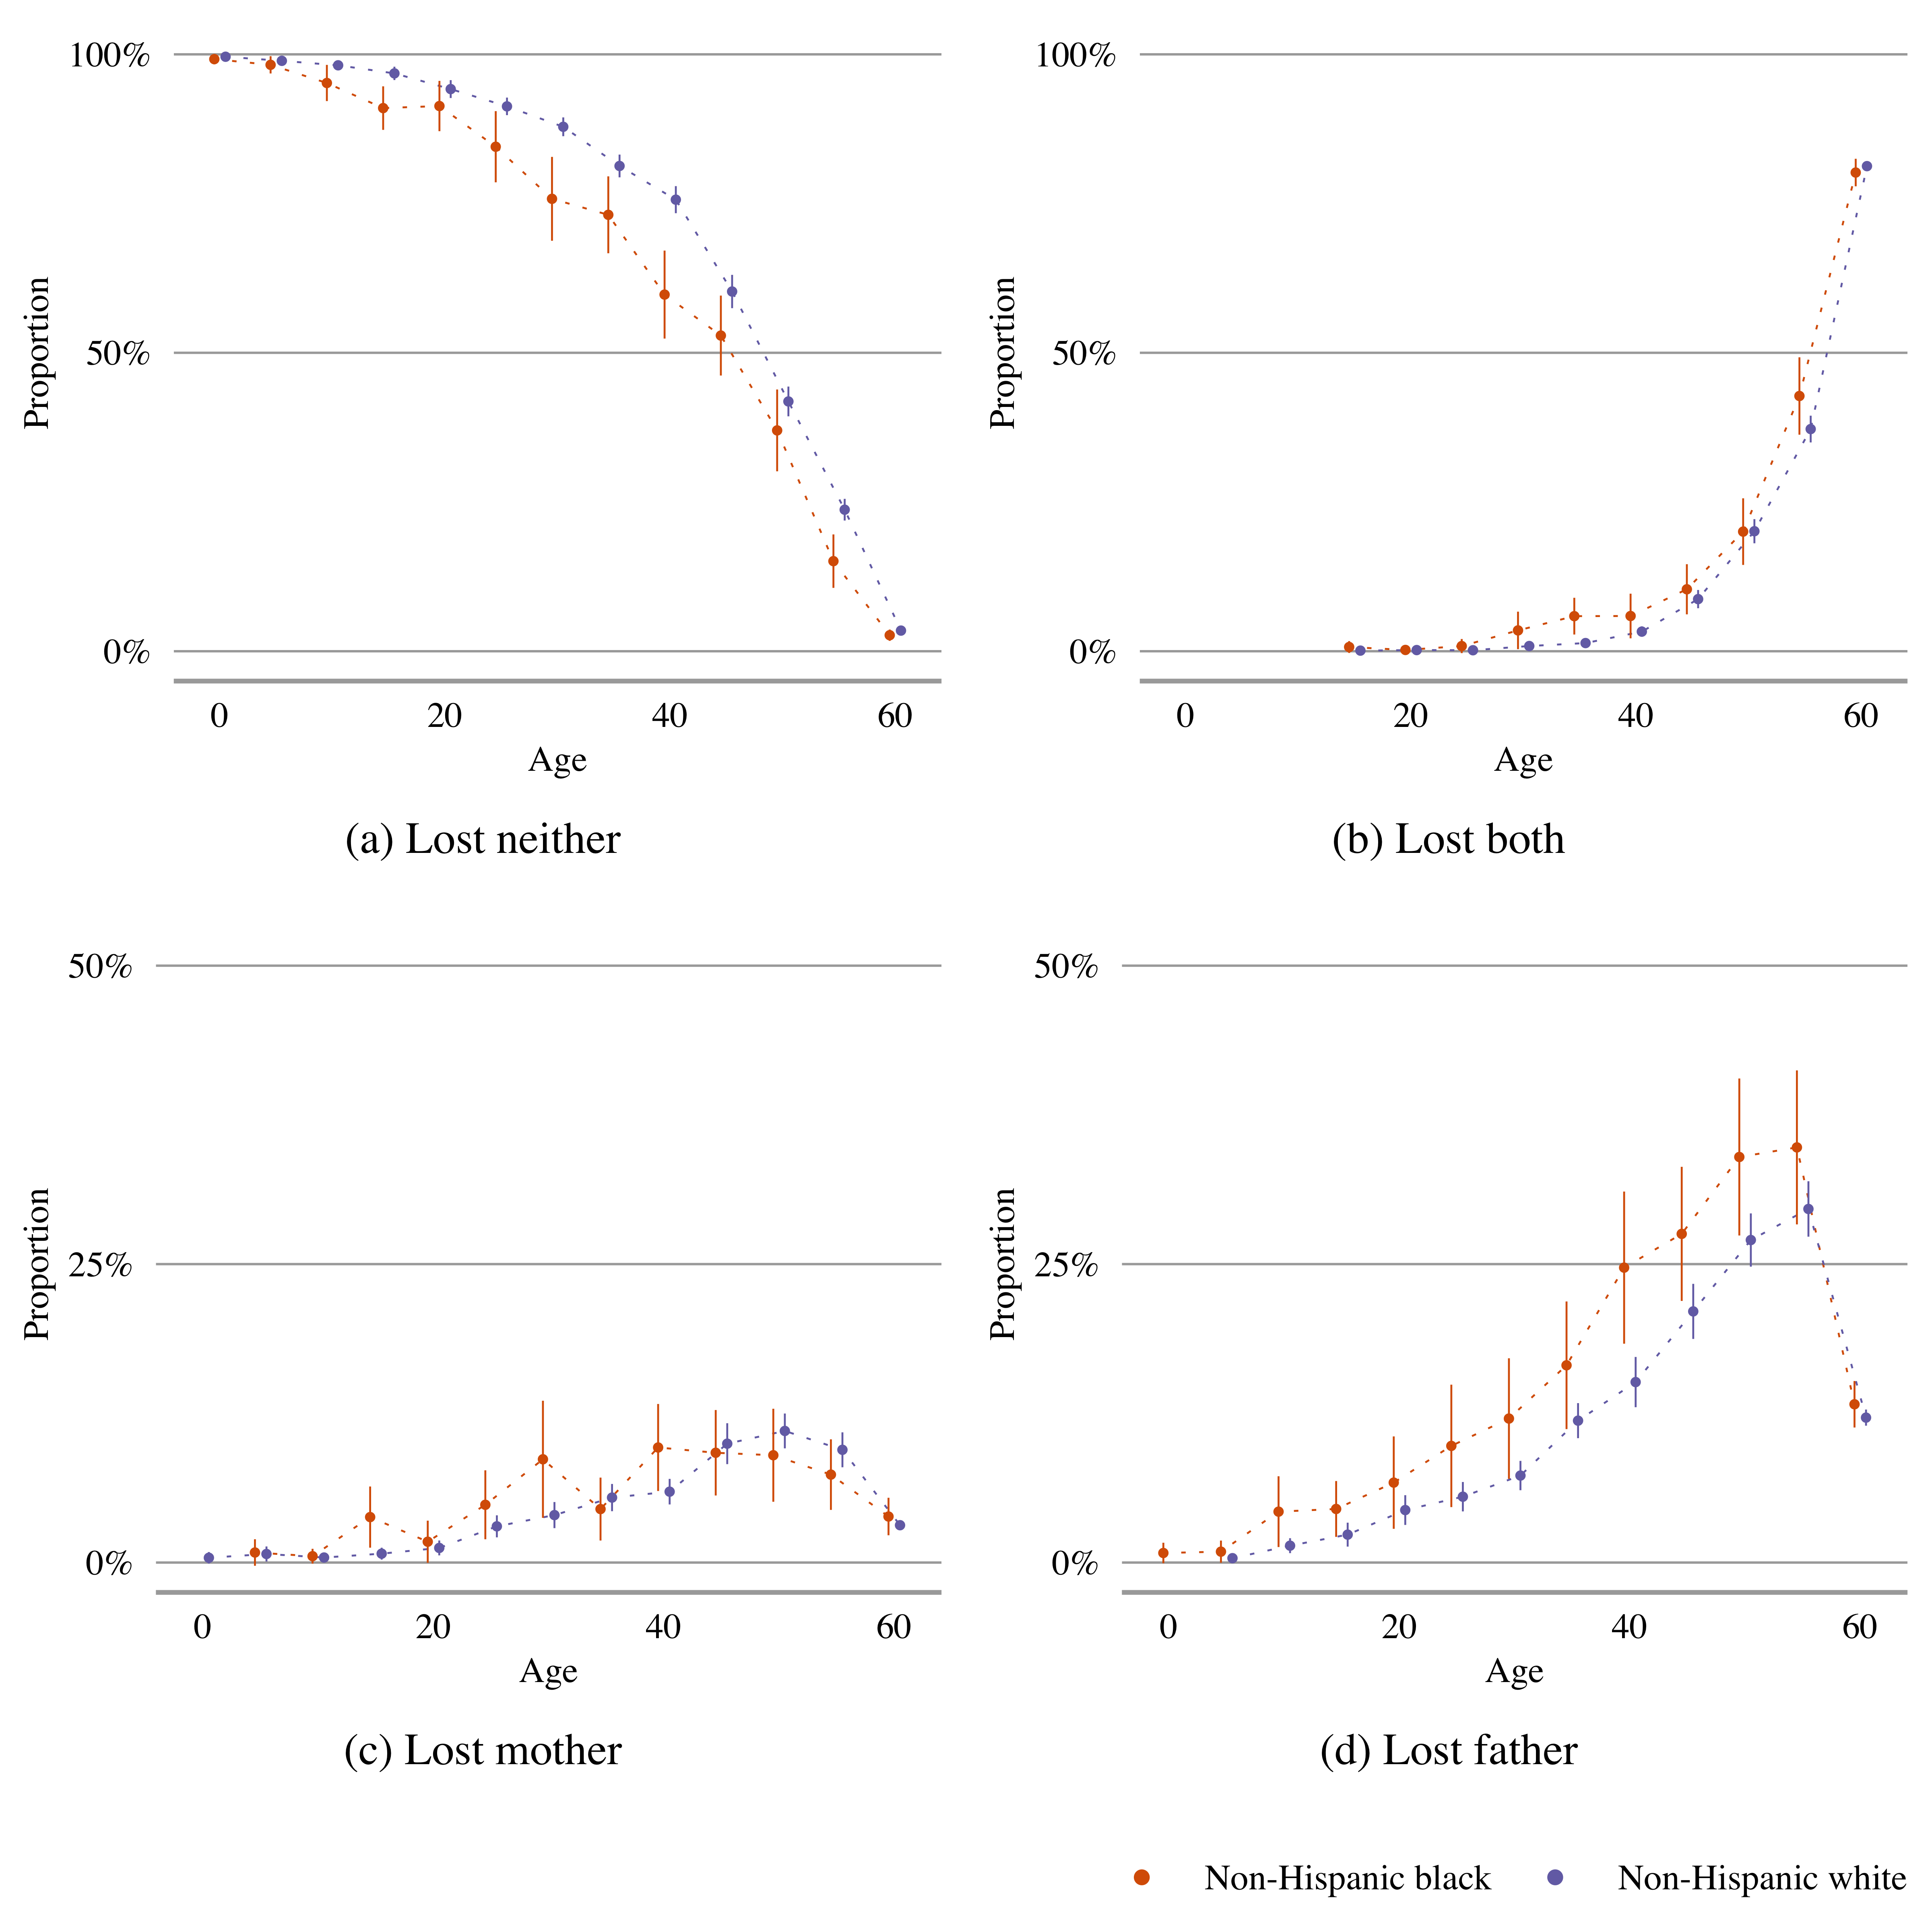 100%
50%
0%
Proportion
0 20 40 60
Age
(a) Lost neither
100%
50%
0%
Proportion
0 20 40 60
Age
(b) Lost both
50%
25%
0%
Proportion
0 20 40 60
Age
(c) Lost mother
50%
25%
0%
Proportion
0 20 40 60
Age
(d) Lost father
Non-Hispanic black Non-Hispanic white